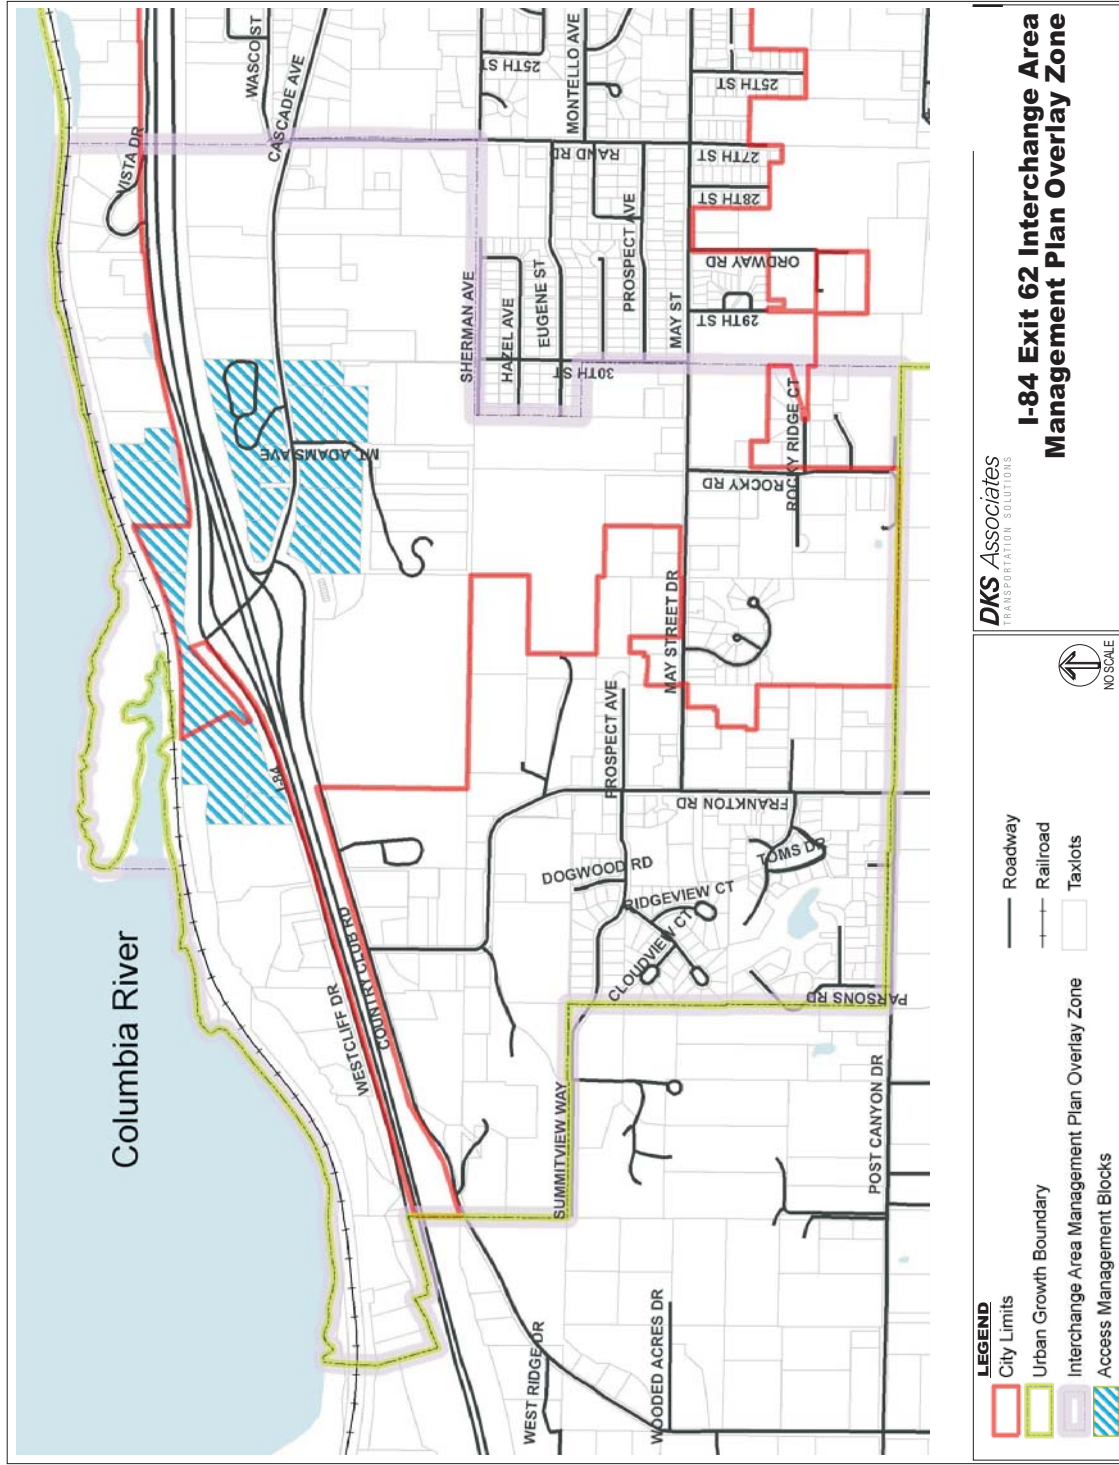 Columbia River
WASCO ST
CASCADE AVE
VISTA DR
25TH ST
MONTELLO AVE
25TH ST
RAND RD
27TH ST
28TH ST
PROSPECT AVE
ORDWAY RD
SHERMAN AVE
HAZEL AVE
EUGENE ST
MAY ST
29TH ST
30TH ST
MT. ADAMS AVE
ROCKY RIDGE CT
ROCKY RD
I-84
MAY STREET DR
PROSPECT AVE
FRANKTON RD
DOGWOOD RD
TOMS DR
RIDGEVIEW CT
CLOUDVIEW CT
WESTCLIFF DR
COUNTRY CLUB RD
PARSONS RD
SUMMITVIEW WAY
POST CANYON DR
WEST RIDGE DR
WOODED ACRES DR
LEGEND
City Limits
Urban Growth Boundary
Interchange Area Management Plan Overlay Zone
Access Management Blocks
Roadway
Railroad
Taxlots
NO SCALE
DKS Associates
TRANSPORTATION SOLUTIONS
I-84 Exit 62 Interchange Area
Management Plan Overlay Zone